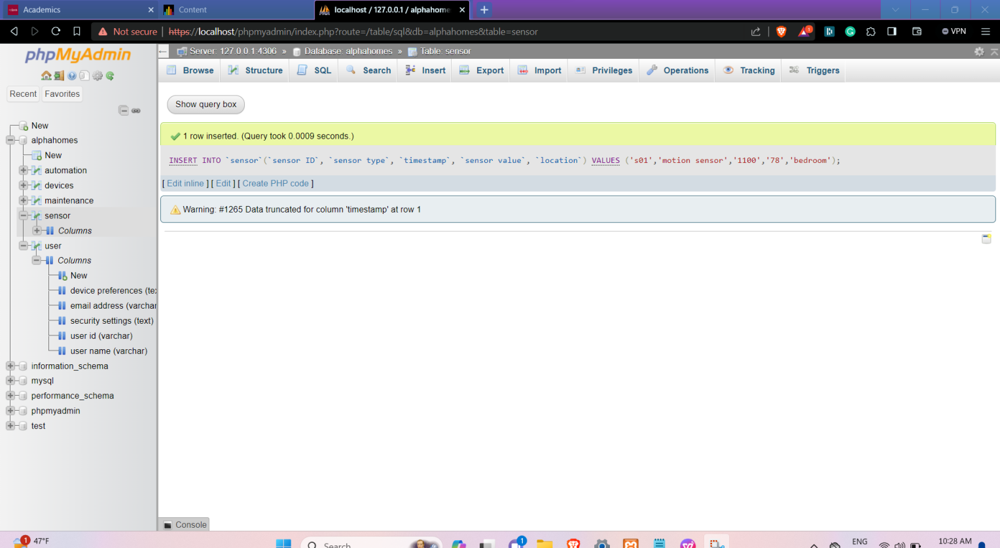 Academics
Content
localhost / 127.0.0.1 / alphahome
Not secure
https://localhost/phpmyadmin/index.php?route=/table/sql&db=alphahomes&table=sensor
1
VPN
phpMyAdmin
Server: 127.0.0.1:4306 » Database: alphahomes » Table: sensor
Browse
Structure
SQL
Search
Insert
Export
Import
Privileges
Operations
Tracking
Triggers
Recent
Favorites
New
alphahomes
New
automation
devices
maintenance
sensor
Columns
user
Columns
New
device preferences (te
email address (varchar
security settings (text)
user id (varchar)
user name (varchar)
information_schema
mysql
performance_schema
phpmyadmin
test
Show query box
1 row inserted. (Query took 0.0009 seconds.)
INSERT INTO `sensor`(`sensor ID`, `sensor type`, `timestamp`, `sensor value`, `location`) VALUES ('s01','motion sensor','1100','78','bedroom');
[ Edit inline ] [ Edit ] [ Create PHP code ]
Warning: #1265 Data truncated for column 'timestamp' at row 1
Console
1
47°F
Search
1
ENG
10:28 AM